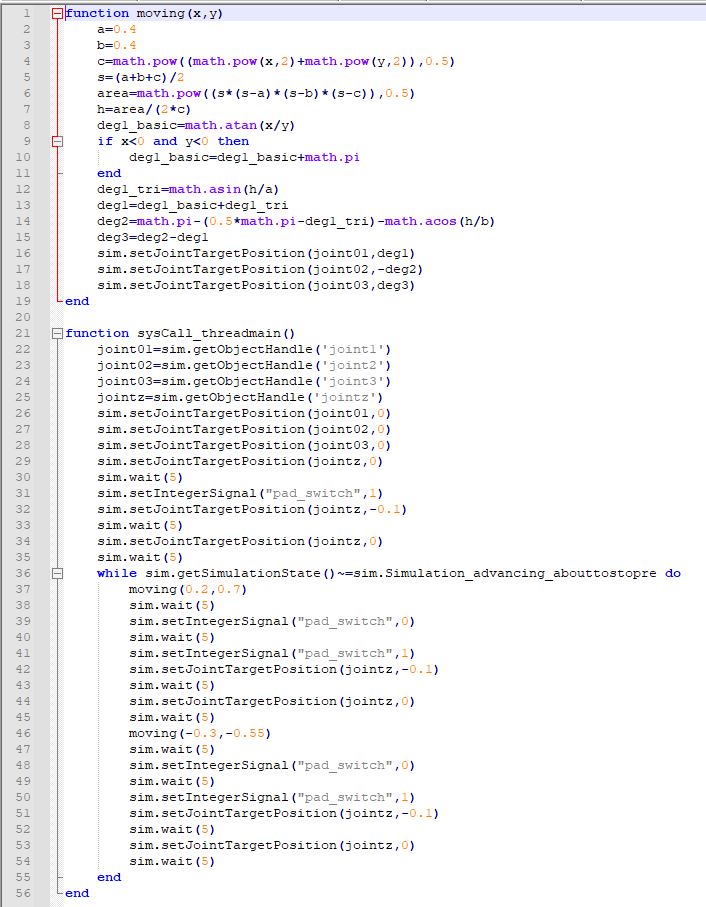 1 function moving(x,y)
2 a=0.4
3 b=0.4
4 c=math.pow((math.pow(x,2)+math.pow(y,2)),0.5)
5 s=(a+b+c)/2
6 area=math.pow((s*(s-a)*(s-b)*(s-c)),0.5)
7 h=area/(2*c)
8 deg1_basic=math.atan(x/y)
9 if x<0 and y<0 then
10 deg1_basic=deg1_basic+math.pi
11 end
12 deg1_tri=math.asin(h/a)
13 deg1=deg1_basic+deg1_tri
14 deg2=math.pi-(0.5*math.pi-deg1_tri)-math.acos(h/b)
15 deg3=deg2-deg1
16 sim.setJointTargetPosition(joint01,deg1)
17 sim.setJointTargetPosition(joint02,-deg2)
18 sim.setJointTargetPosition(joint03,deg3)
19 end
20
21 function sysCall_threadmain()
22 joint01=sim.getObjectHandle('joint1')
23 joint02=sim.getObjectHandle('joint2')
24 joint03=sim.getObjectHandle('joint3')
25 jointz=sim.getObjectHandle('jointz')
26 sim.setJointTargetPosition(joint01,0)
27 sim.setJointTargetPosition(joint02,0)
28 sim.setJointTargetPosition(joint03,0)
29 sim.setJointTargetPosition(jointz,0)
30 sim.wait(5)
31 sim.setIntegerSignal("pad_switch",1)
32 sim.setJointTargetPosition(jointz,-0.1)
33 sim.wait(5)
34 sim.setJointTargetPosition(jointz,0)
35 sim.wait(5)
36 while sim.getSimulationState()~=sim.Simulation_advancing_abouttostopre do
37 moving(0.2,0.7)
38 sim.wait(5)
39 sim.setIntegerSignal("pad_switch",0)
40 sim.wait(5)
41 sim.setIntegerSignal("pad_switch",1)
42 sim.setJointTargetPosition(jointz,-0.1)
43 sim.wait(5)
44 sim.setJointTargetPosition(jointz,0)
45 sim.wait(5)
46 moving(-0.3,-0.55)
47 sim.wait(5)
48 sim.setIntegerSignal("pad_switch",0)
49 sim.wait(5)
50 sim.setIntegerSignal("pad_switch",1)
51 sim.setJointTargetPosition(jointz,-0.1)
52 sim.wait(5)
53 sim.setJointTargetPosition(jointz,0)
54 sim.wait(5)
55 end
56 end